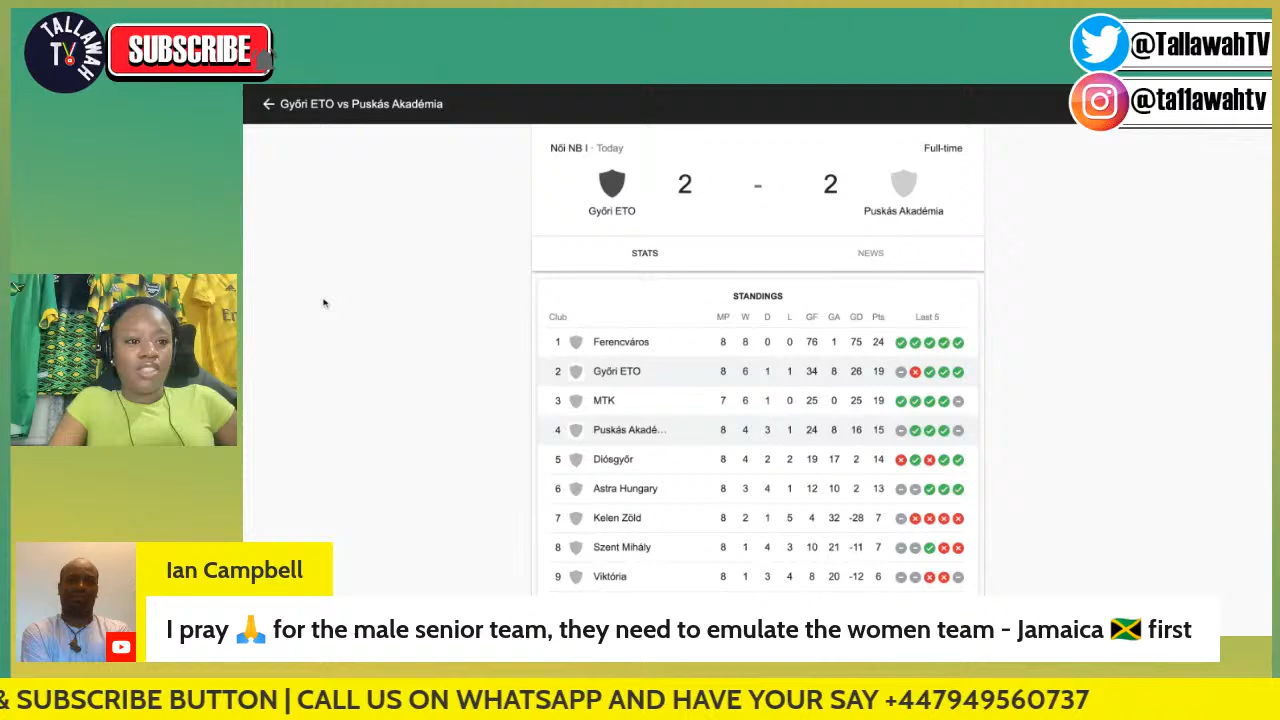 TALLAWAH
TV
SUBSCRIBE
@TallawahTV
@ta11awahtv
Győri ETO vs Puskás Akadémia
Női NB I · Today
Full-time
2 - 2
Győri ETO
Puskás Akadémia
STATS
NEWS
STANDINGS
Club MP W D L GF GA GD Pts Last 5
1 Ferencváros 8 8 0 0 76 1 75 24
2 Győri ETO 8 6 1 1 34 8 26 19
3 MTK 7 6 1 0 25 0 25 19
4 Puskás Akadé... 8 4 3 1 24 8 16 15
5 Diósgyőr 8 4 2 2 19 17 2 14
6 Astra Hungary 8 3 4 1 12 10 2 13
7 Kelen Zöld 8 2 1 5 4 32 -28 7
8 Szent Mihály 8 1 4 3 10 21 -11 7
9 Viktória 8 1 3 4 8 20 -12 6
Ian Campbell
I pray 🙏 for the male senior team, they need to emulate the women team - Jamaica 🇯🇲 first
& SUBSCRIBE BUTTON | CALL US ON WHATSAPP AND HAVE YOUR SAY +447949560737